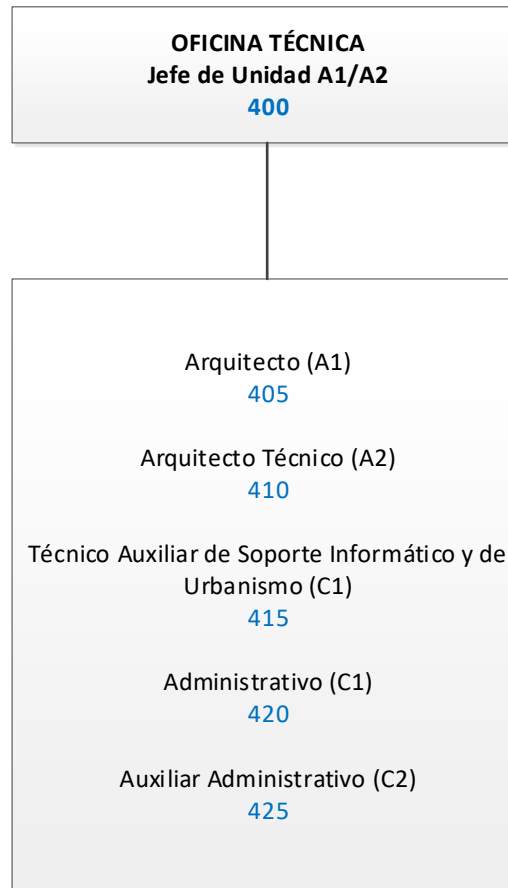 OFICINA TÉCNICA
Jefe de Unidad A1/A2
400
Arquitecto (A1)
405
Arquitecto Técnico (A2)
410
Técnico Auxiliar de Soporte Informático y de
Urbanismo (C1)
415
Administrativo (C1)
420
Auxiliar Administrativo (C2)
425